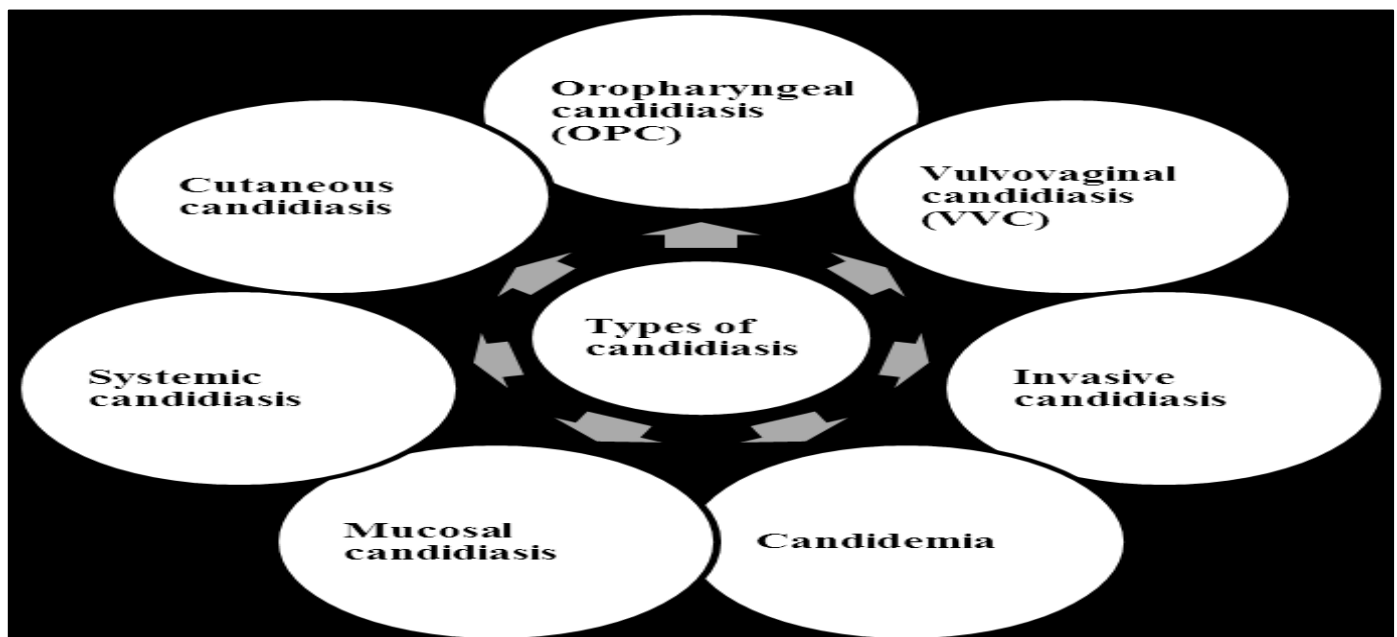 Oropharyngeal
candidiasis
(OPC)
Cutaneous
candidiasis
Vulvovaginal
candidiasis
(VVC)
Types of
candidiasis
Systemic
candidiasis
Invasive
candidiasis
Mucosal
candidiasis
Candidemia